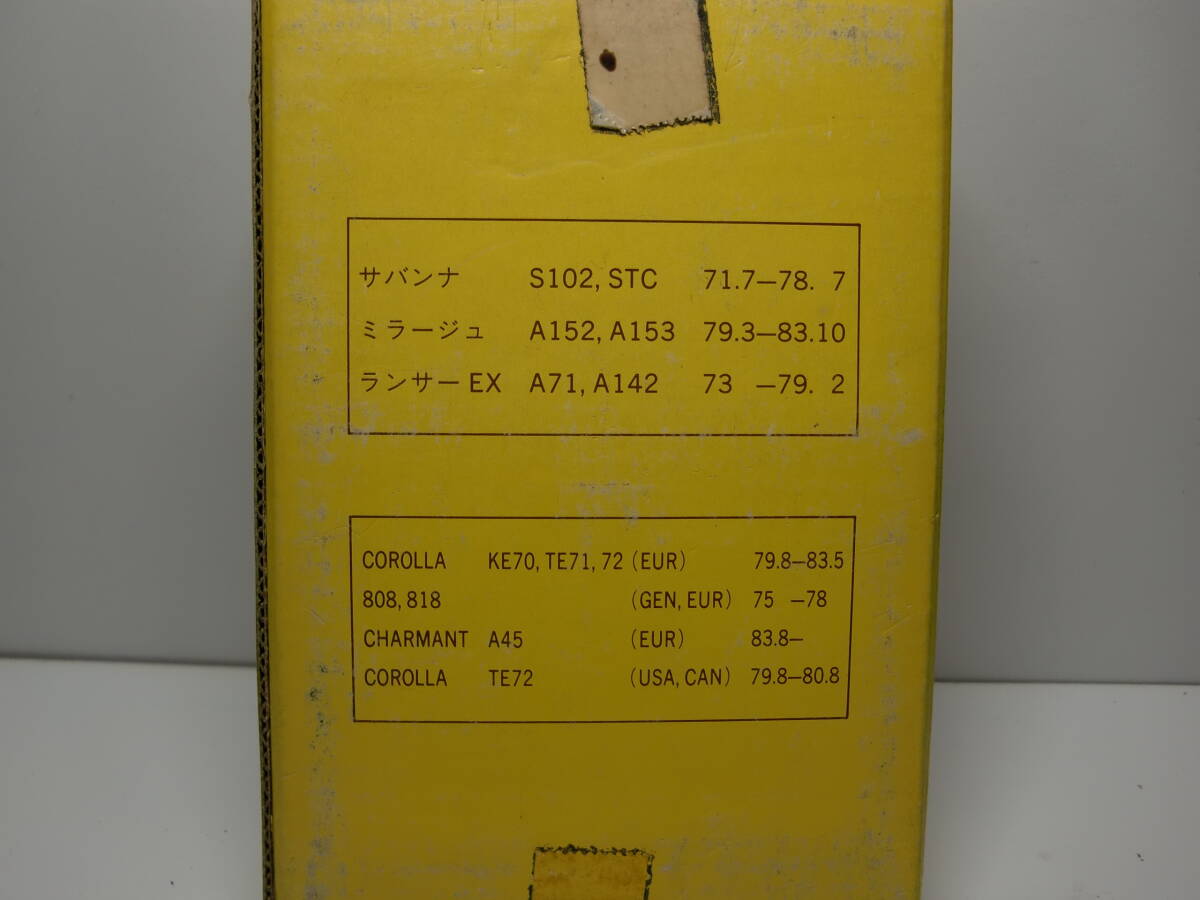 サバンナ S102, STC 71.7—78. 7
ミラージュ A152, A153 79.3—83.10
ランサーEX A71, A142 73 —79. 2
COROLLA KE70, TE71, 72 (EUR) 79.8—83.5
808, 818 (GEN, EUR) 75 —78
CHARMANT A45 (EUR) 83.8—
COROLLA TE72 (USA, CAN) 79.8—80.8